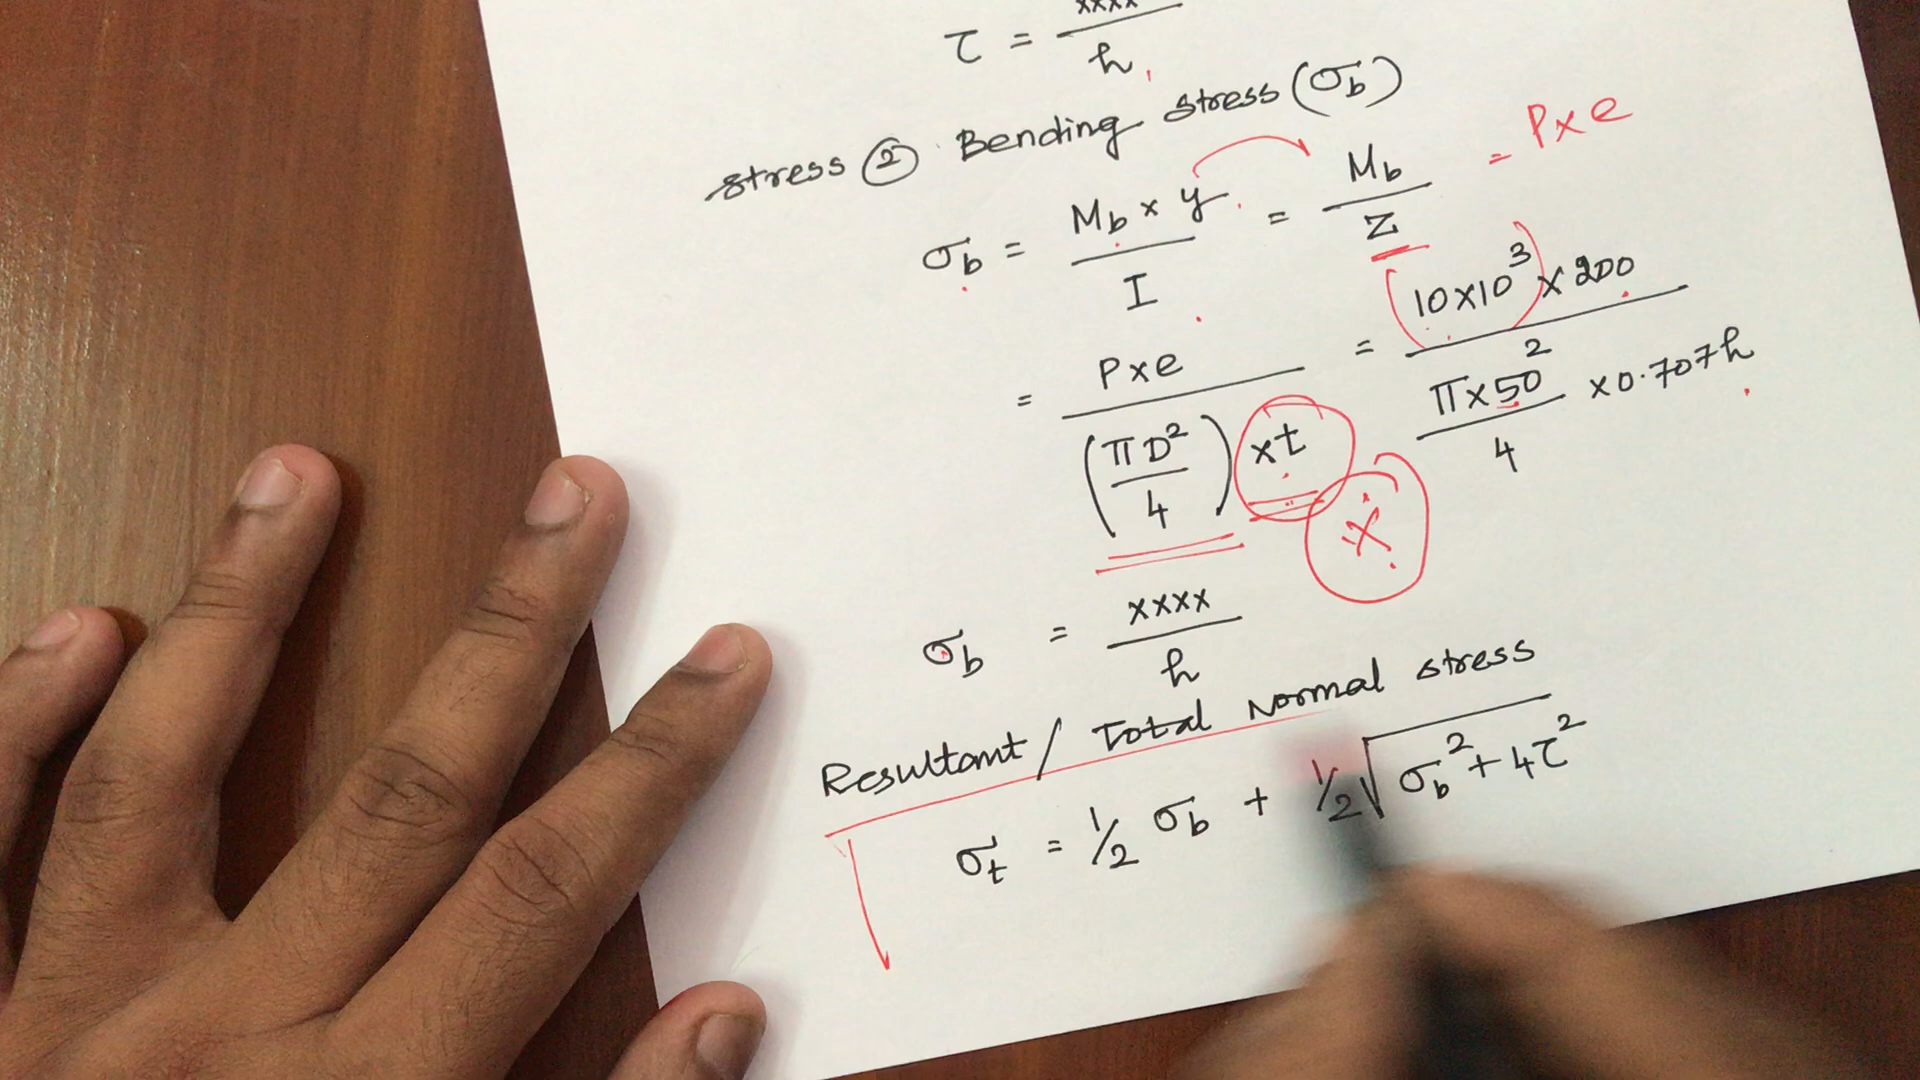 τ = xxxx / h
stress ② Bending stress (σb)
σb = Mb × y / I = Mb / Z = P×e
= P×e / (πD²/4) ×t = (10×10³) × 200 / π×50²/4 ×0.707h
x
σb = xxxx / h
Resultant / Total Normal stress
σt = 1/2 σb + 1/2 √σb² + 4τ²